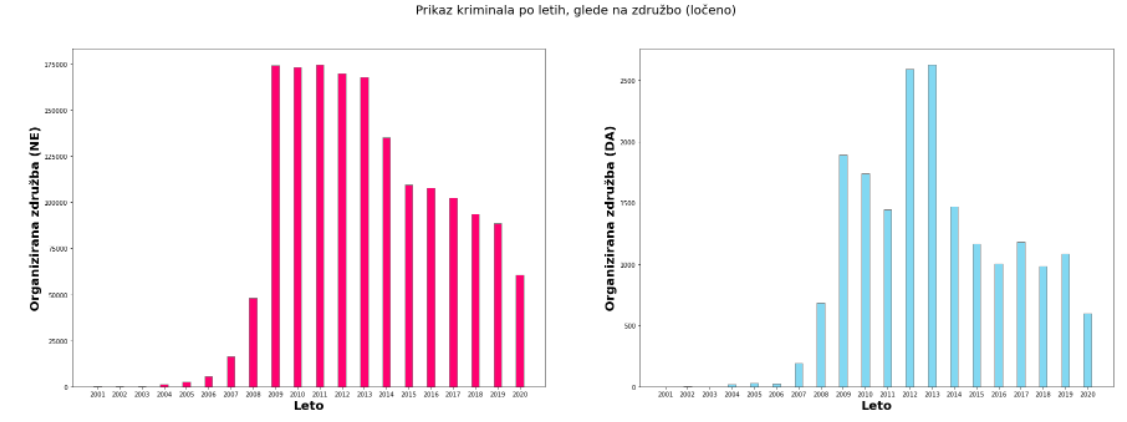 Prikaz kriminala po letih, glede na združbo (ločeno)
Organizirana združba (NE)
175000
150000
125000
100000
75000
50000
25000
0
2001 2002 2003 2004 2005 2006 2007 2008 2009 2010 2011 2012 2013 2014 2015 2016 2017 2018 2019 2020
Leto
Organizirana združba (DA)
2500
2000
1500
1000
500
0
2001 2002 2003 2004 2005 2006 2007 2008 2009 2010 2011 2012 2013 2014 2015 2016 2017 2018 2019 2020
Leto